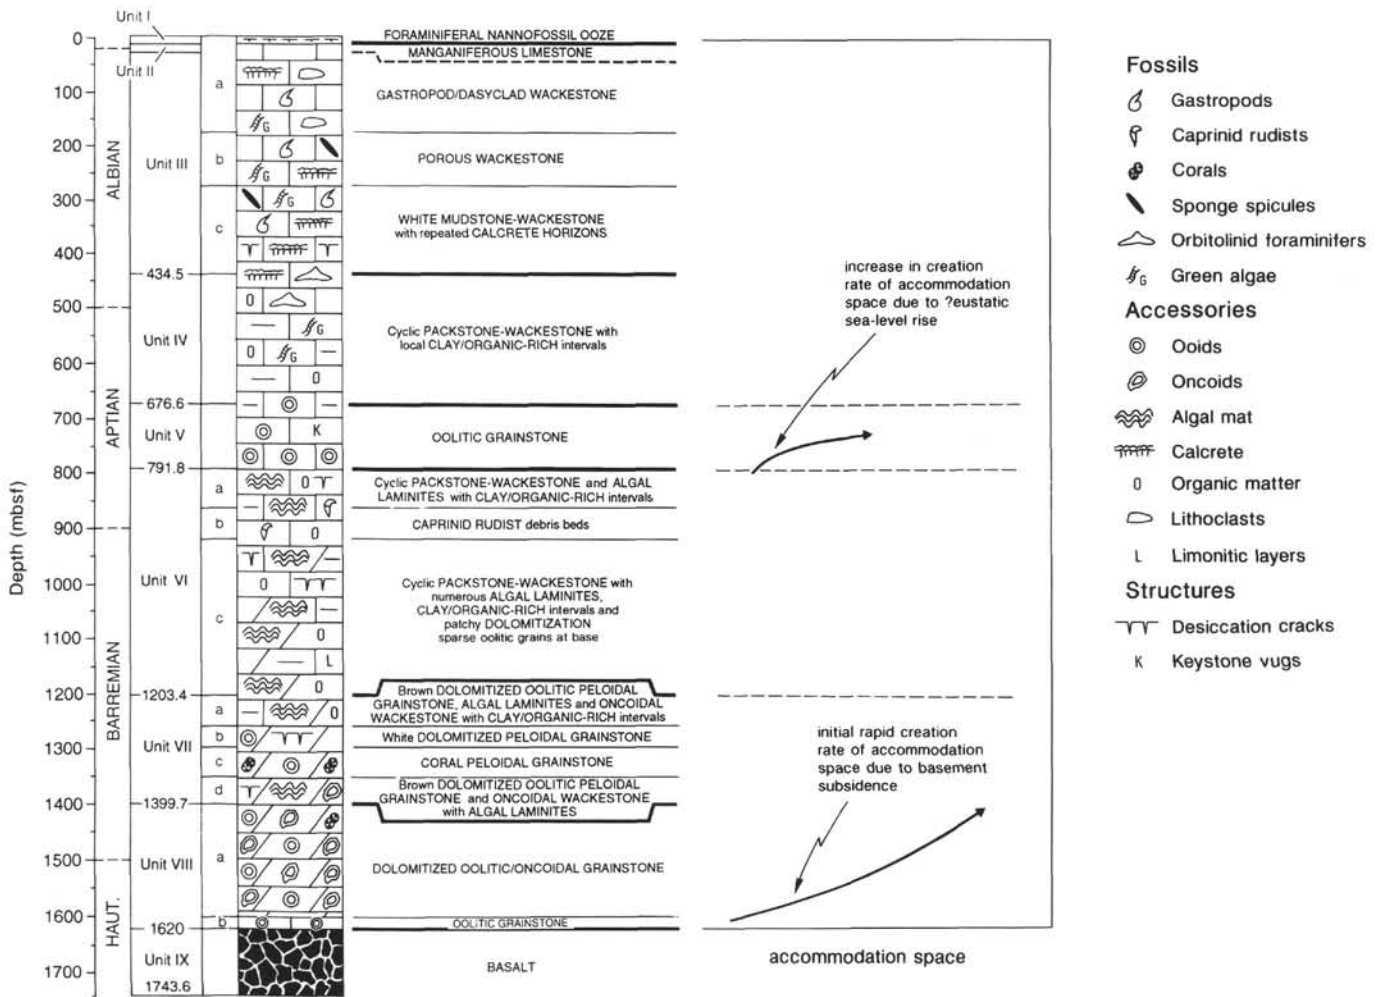 Unit I
Unit II
Depth (mbsf)
0
100
200
300
400
500
600
700
800
900
1000
1100
1200
1300
1400
1500
1600
1700
ALBIAN
APTIAN
BARREMIAN
HAUT.
Unit III
434.5
Unit IV
676.6
Unit V
791.8
Unit VI
1203.4
Unit VII
1399.7
Unit VIII
1620
Unit IX
1743.6
a
b
c
a
b
c
a
b
c
d
a
b
G
G
G
G
G
K
L
FORAMINIFERAL NANNOFOSSIL OOZE
MANGANIFEROUS LIMESTONE
GASTROPOD/DASYCLAD WACKESTONE
POROUS WACKESTONE
WHITE MUDSTONE-WACKESTONE
with repeated CALCRETE HORIZONS
Cyclic PACKSTONE-WACKESTONE with
local CLAY/ORGANIC-RICH intervals
OOLITIC GRAINSTONE
Cyclic PACKSTONE-WACKESTONE and ALGAL
LAMINITES with CLAY/ORGANIC-RICH intervals
CAPRINID RUDIST debris beds
Cyclic PACKSTONE-WACKESTONE with
numerous ALGAL LAMINITES,
CLAY/ORGANIC-RICH intervals and
patchy DOLOMITIZATION
sparse oolitic grains at base
Brown DOLOMITIZED OOLITIC PELOIDAL
GRAINSTONE, ALGAL LAMINITES and ONCOIDAL
WACKESTONE with CLAY/ORGANIC-RICH intervals
White DOLOMITIZED PELOIDAL GRAINSTONE
CORAL PELOIDAL GRAINSTONE
Brown DOLOMITIZED OOLITIC PELOIDAL
GRAINSTONE and ONCOIDAL WACKESTONE
with ALGAL LAMINITES
DOLOMITIZED OOLITIC/ONCOIDAL GRAINSTONE
OOLITIC GRAINSTONE
BASALT
increase in creation
rate of accommodation
space due to ?eustatic
sea-level rise
initial rapid creation
rate of accommodation
space due to basement
subsidence
accommodation space
Fossils
Gastropods
Caprinid rudists
Corals
Sponge spicules
Orbitolinid foraminifers
G Green algae
Accessories
Ooids
Oncoids
Algal mat
Calcrete
0 Organic matter
Lithoclasts
L Limonitic layers
Structures
Desiccation cracks
K Keystone vugs